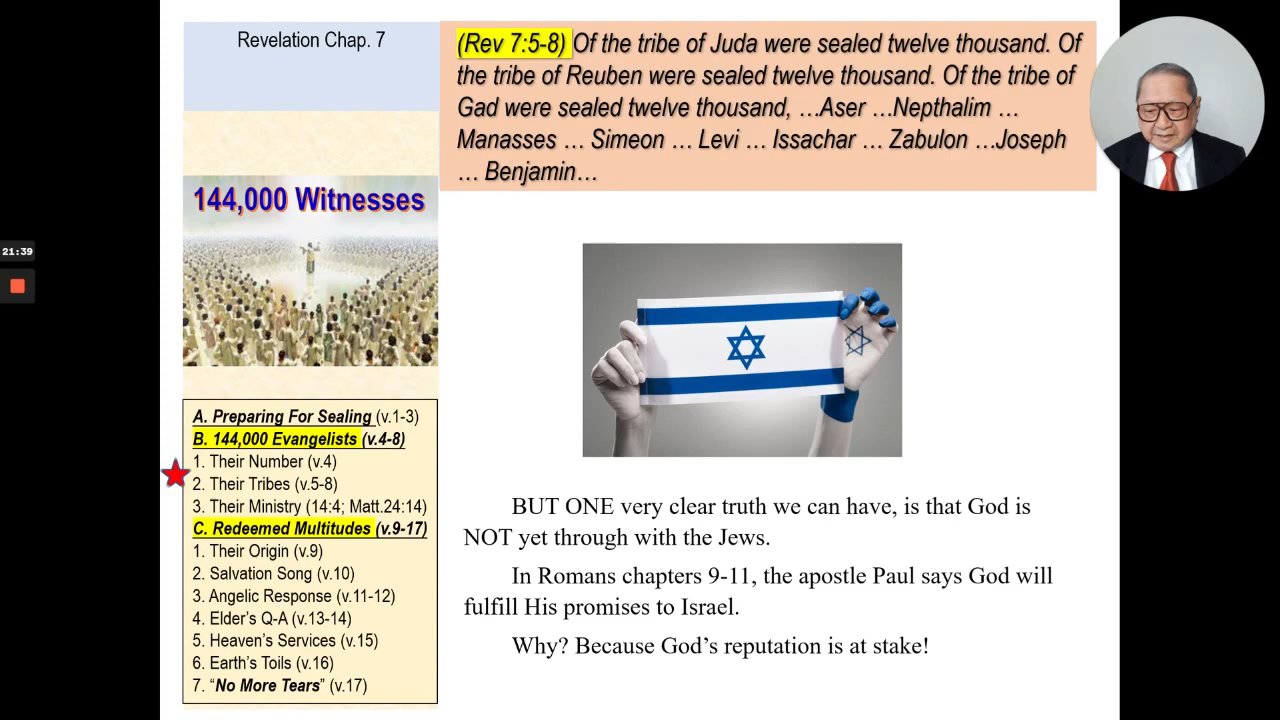 Revelation Chap. 7
(Rev 7:5-8) Of the tribe of Juda were sealed twelve thousand. Of
the tribe of Reuben were sealed twelve thousand. Of the tribe of
Gad were sealed twelve thousand, …Aser …Nepthalim …
Manasses … Simeon … Levi … Issachar … Zabulon …Joseph
… Benjamin…
144,000 Witnesses
21:39
A. Preparing For Sealing (v.1-3)
B. 144,000 Evangelists (v.4-8)
1. Their Number (v.4)
2. Their Tribes (v.5-8)
3. Their Ministry (14:4; Matt.24:14)
C. Redeemed Multitudes (v.9-17)
1. Their Origin (v.9)
2. Salvation Song (v.10)
3. Angelic Response (v.11-12)
4. Elder’s Q-A (v.13-14)
5. Heaven’s Services (v.15)
6. Earth’s Toils (v.16)
7. “No More Tears” (v.17)
BUT ONE very clear truth we can have, is that God is
NOT yet through with the Jews.
In Romans chapters 9-11, the apostle Paul says God will
fulfill His promises to Israel.
Why? Because God’s reputation is at stake!